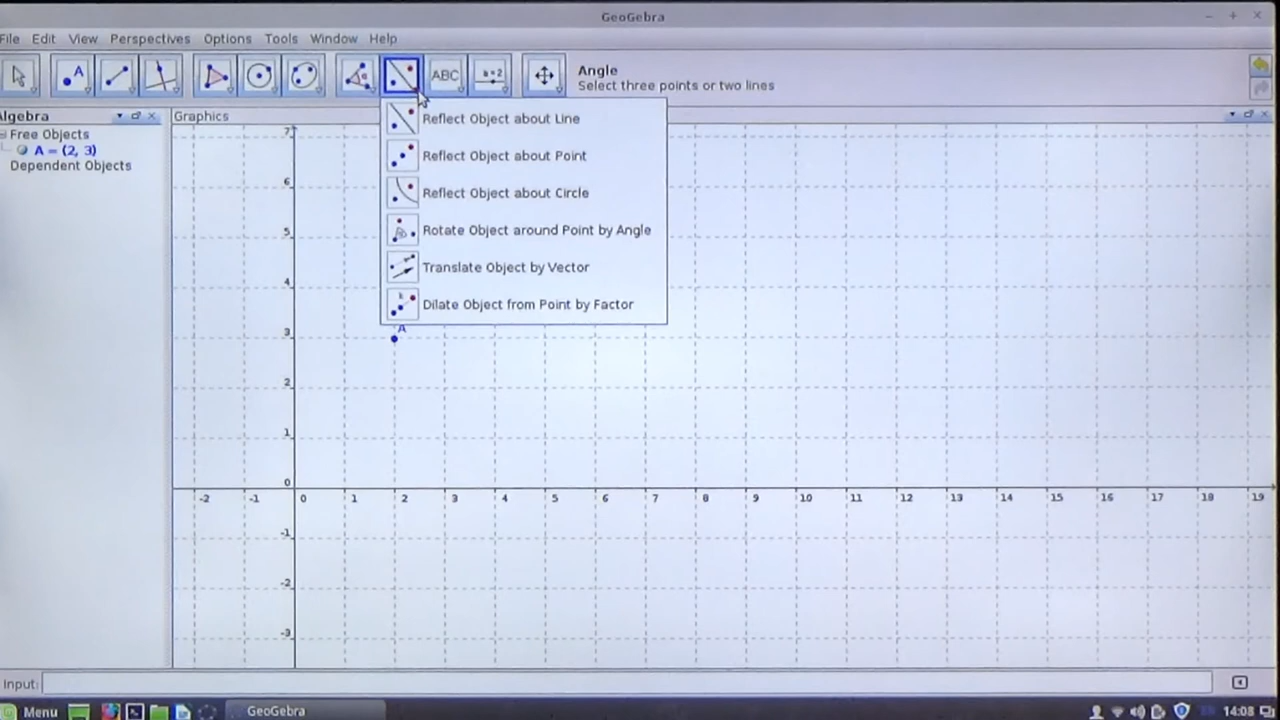 GeoGebra
File Edit View Perspectives Options Tools Window Help
A
ABC
a=2
Angle
Select three points or two lines
Algebra
Graphics
Free Objects
A = (2, 3)
Dependent Objects
Reflect Object about Line
Reflect Object about Point
Reflect Object about Circle
Rotate Object around Point by Angle
Translate Object by Vector
Dilate Object from Point by Factor
7
6
5
4
3
2
1
0
-1
-2
-3
A
-2 -1 0 1 2 3 4 5 6 7 8 9 10 11 12 13 14 15 16 17 18 19
Input:
Menu GeoGebra 14:08